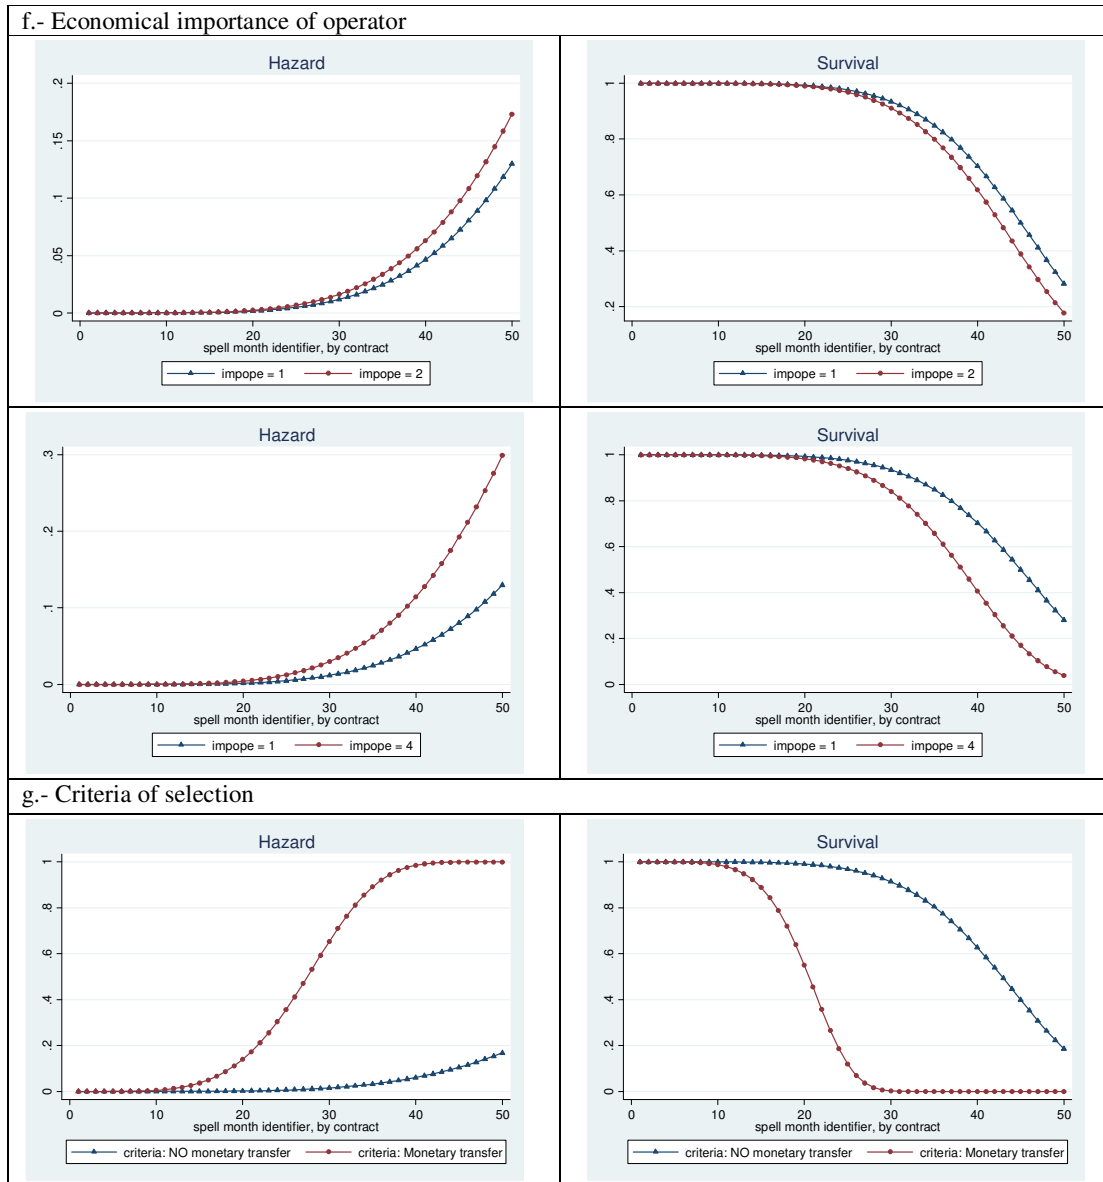 f.- Economical importance of operator
Hazard
.2
.15
.1
.05
0
0 10 20 30 40 50
spell month identifier, by contract
impope = 1 impope = 2
Survival
1
.8
.6
.4
.2
0 10 20 30 40 50
spell month identifier, by contract
impope = 1 impope = 2
Hazard
.3
.2
.1
0
0 10 20 30 40 50
spell month identifier, by contract
impope = 1 impope = 4
Survival
1
.8
.6
.4
.2
0
0 10 20 30 40 50
spell month identifier, by contract
impope = 1 impope = 4
g.- Criteria of selection
Hazard
1
.8
.6
.4
.2
0
0 10 20 30 40 50
spell month identifier, by contract
criteria: NO monetary transfer criteria: Monetary transfer
Survival
1
.8
.6
.4
.2
0
0 10 20 30 40 50
spell month identifier, by contract
criteria: NO monetary transfer criteria: Monetary transfer